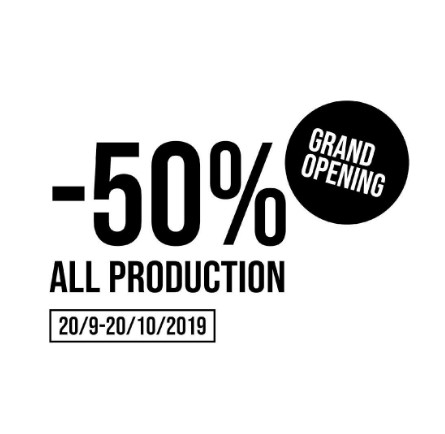 -50%
GRAND
OPENING
ALL PRODUCTION
20/9-20/10/2019